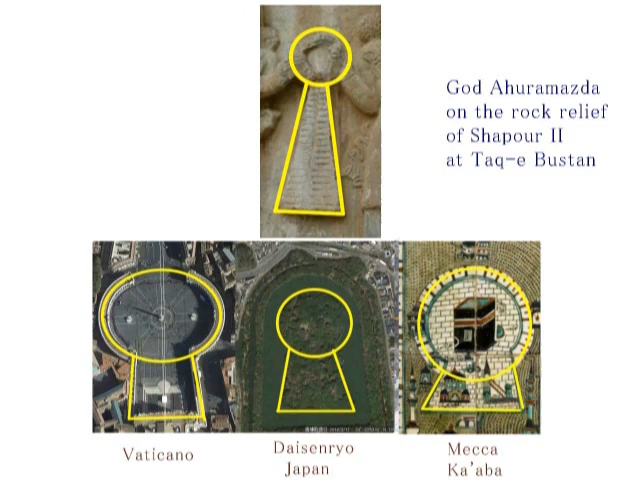 God Ahuramazda
on the rock relief
of Shapour II
at Taq-e Bustan
Vaticano
Daisenryo
Japan
Mecca
Ka'aba